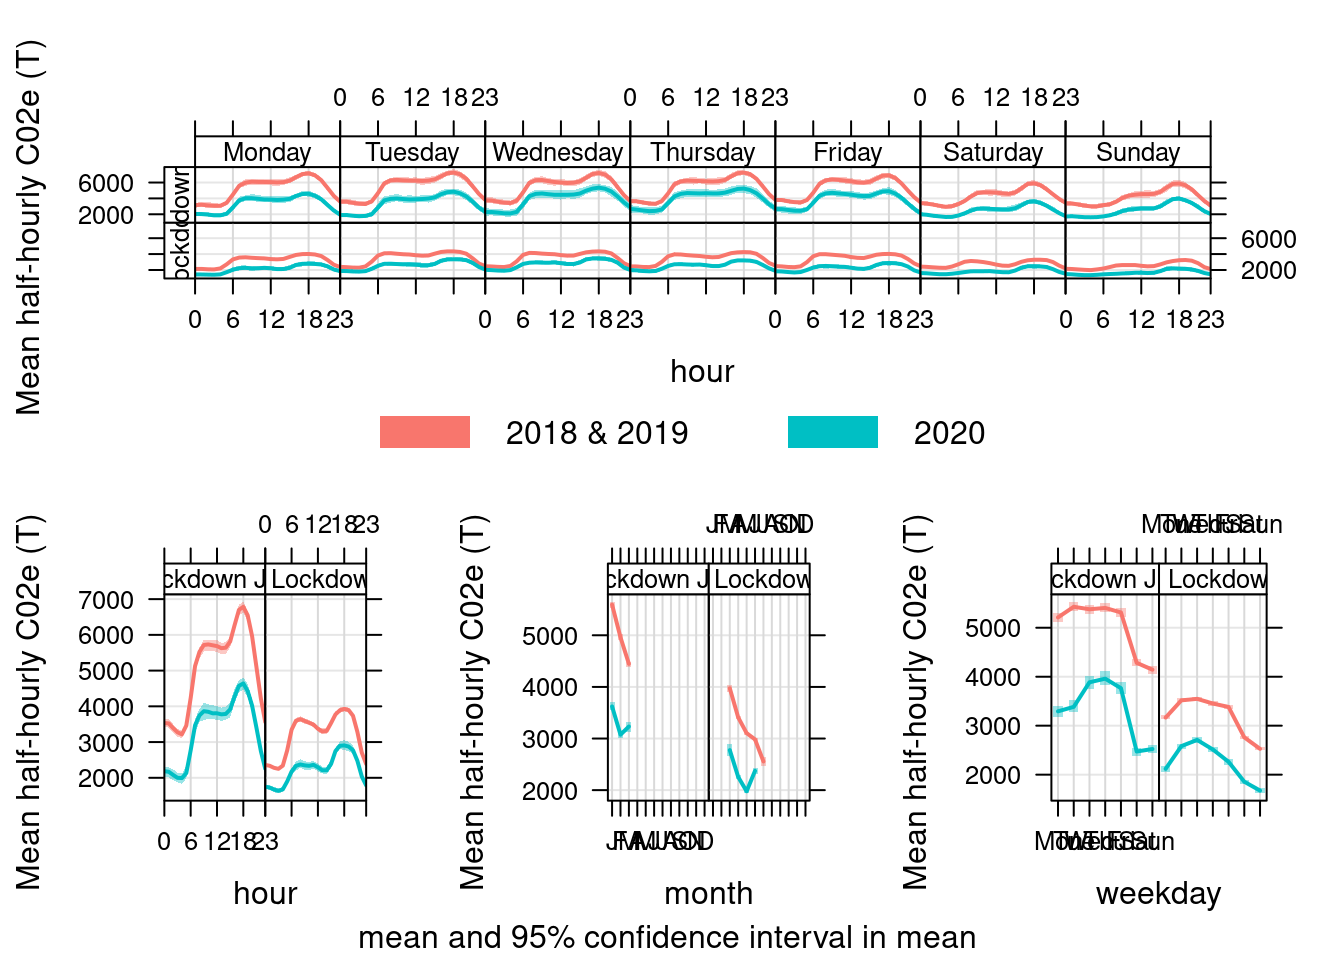 Mean half-hourly C02e (T)
0 6 12 18 23 0 6 12 18 23 0 6 12 18 23
Monday Tuesday Wednesday Thursday Friday Saturday Sunday
6000
2000
6000
2000
0 6 12 18 23 0 6 12 18 23 0 6 12 18 23 0 6 12 18 23
hour
2018 & 2019 2020
Mean half-hourly C02e (T)
0 6 12 18 23
ckdown J Lockdow
7000
6000
5000
4000
3000
2000
0 6 12 18 23
hour
Mean half-hourly C02e (T)
ckdown J Lockdow
5000
4000
3000
2000
month
Mean half-hourly C02e (T)
ckdown J Lockdow
5000
4000
3000
2000
weekday
mean and 95% confidence interval in mean